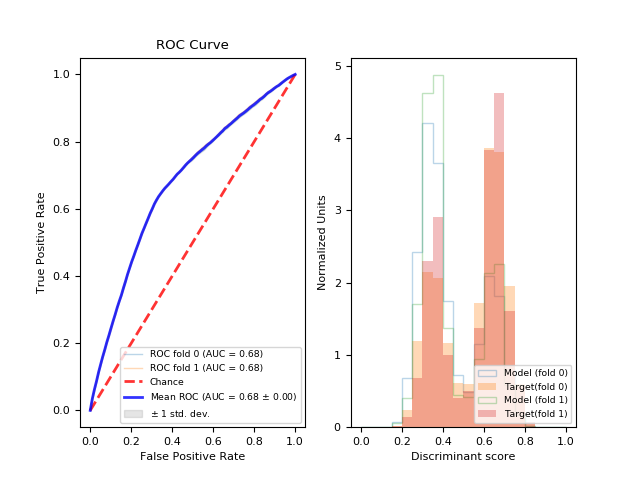 ROC Curve
True Positive Rate
1.0
0.8
0.6
0.4
0.2
0.0
0.0 0.2 0.4 0.6 0.8 1.0
False Positive Rate
ROC fold 0 (AUC = 0.68)
ROC fold 1 (AUC = 0.68)
Chance
Mean ROC (AUC = 0.68 ± 0.00)
± 1 std. dev.
Normalized Units
5
4
3
2
1
0
0.0 0.2 0.4 0.6 0.8 1.0
Discriminant score
Model (fold 0)
Target(fold 0)
Model (fold 1)
Target(fold 1)